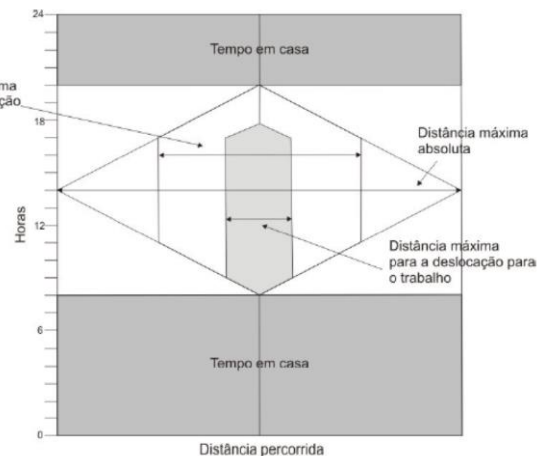 24
Tempo em casa
ção
18
Distância máxima
absoluta
Horas
12
Distância máxima
para a deslocação para
o trabalho
6
Tempo em casa
0
Distância percorrida